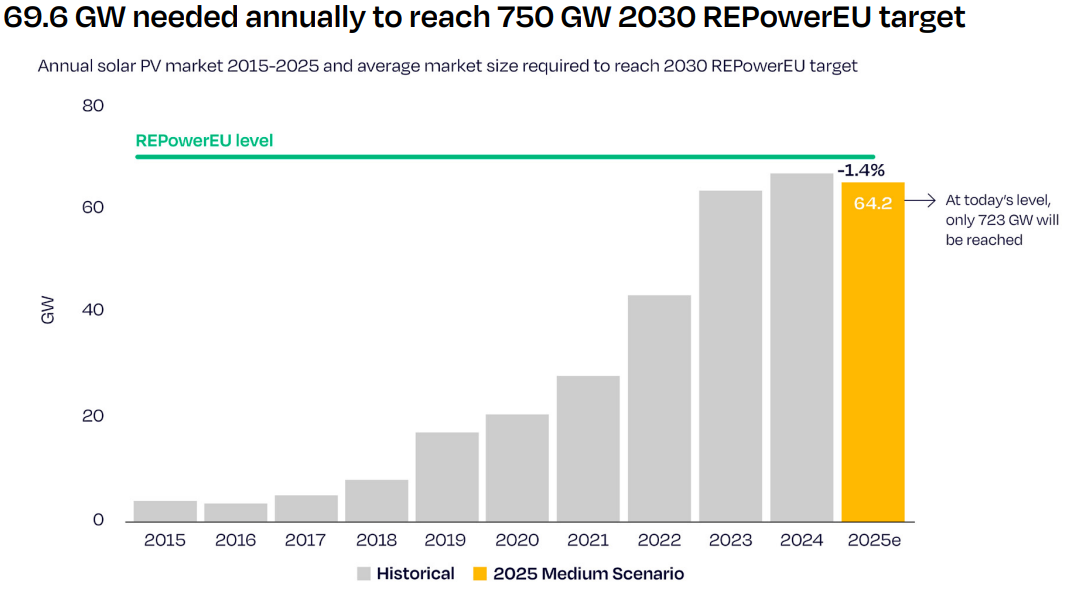 69.6 GW needed annually to reach 750 GW 2030 REPowerEU target
Annual solar PV market 2015-2025 and average market size required to reach 2030 REPowerEU target
80
REPowerEU level
-1.4%
60
64.2
At today's level,
only 723 GW will
be reached
GW
40
20
0
2015 2016 2017 2018 2019 2020 2021 2022 2023 2024 2025e
Historical 2025 Medium Scenario